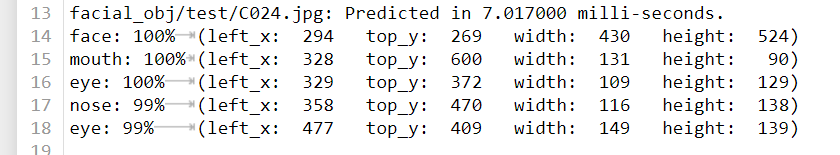 13 facial_obj/test/C024.jpg: Predicted in 7.017000 milli-seconds.
14 face: 100% (left_x: 294 top_y: 269 width: 430 height: 524)
15 mouth: 100% (left_x: 328 top_y: 600 width: 131 height: 90)
16 eye: 100% (left_x: 329 top_y: 372 width: 109 height: 129)
17 nose: 99% (left_x: 358 top_y: 470 width: 116 height: 138)
18 eye: 99% (left_x: 477 top_y: 409 width: 149 height: 139)
19